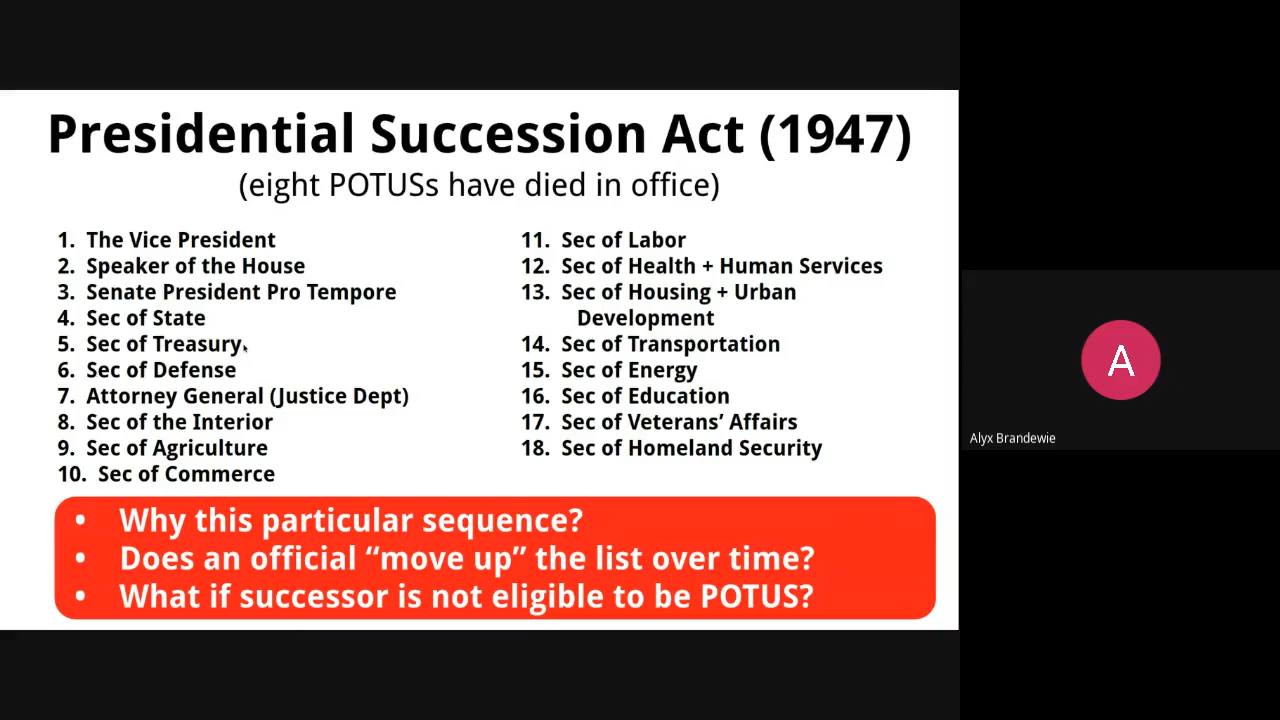 Presidential Succession Act (1947)
(eight POTUSs have died in office)
1. The Vice President
2. Speaker of the House
3. Senate President Pro Tempore
4. Sec of State
5. Sec of Treasury
6. Sec of Defense
7. Attorney General (Justice Dept)
8. Sec of the Interior
9. Sec of Agriculture
10. Sec of Commerce
11. Sec of Labor
12. Sec of Health + Human Services
13. Sec of Housing + Urban
Development
14. Sec of Transportation
15. Sec of Energy
16. Sec of Education
17. Sec of Veterans’ Affairs
18. Sec of Homeland Security
• Why this particular sequence?
• Does an official “move up” the list over time?
• What if successor is not eligible to be POTUS?
A
Alyx Brandewie